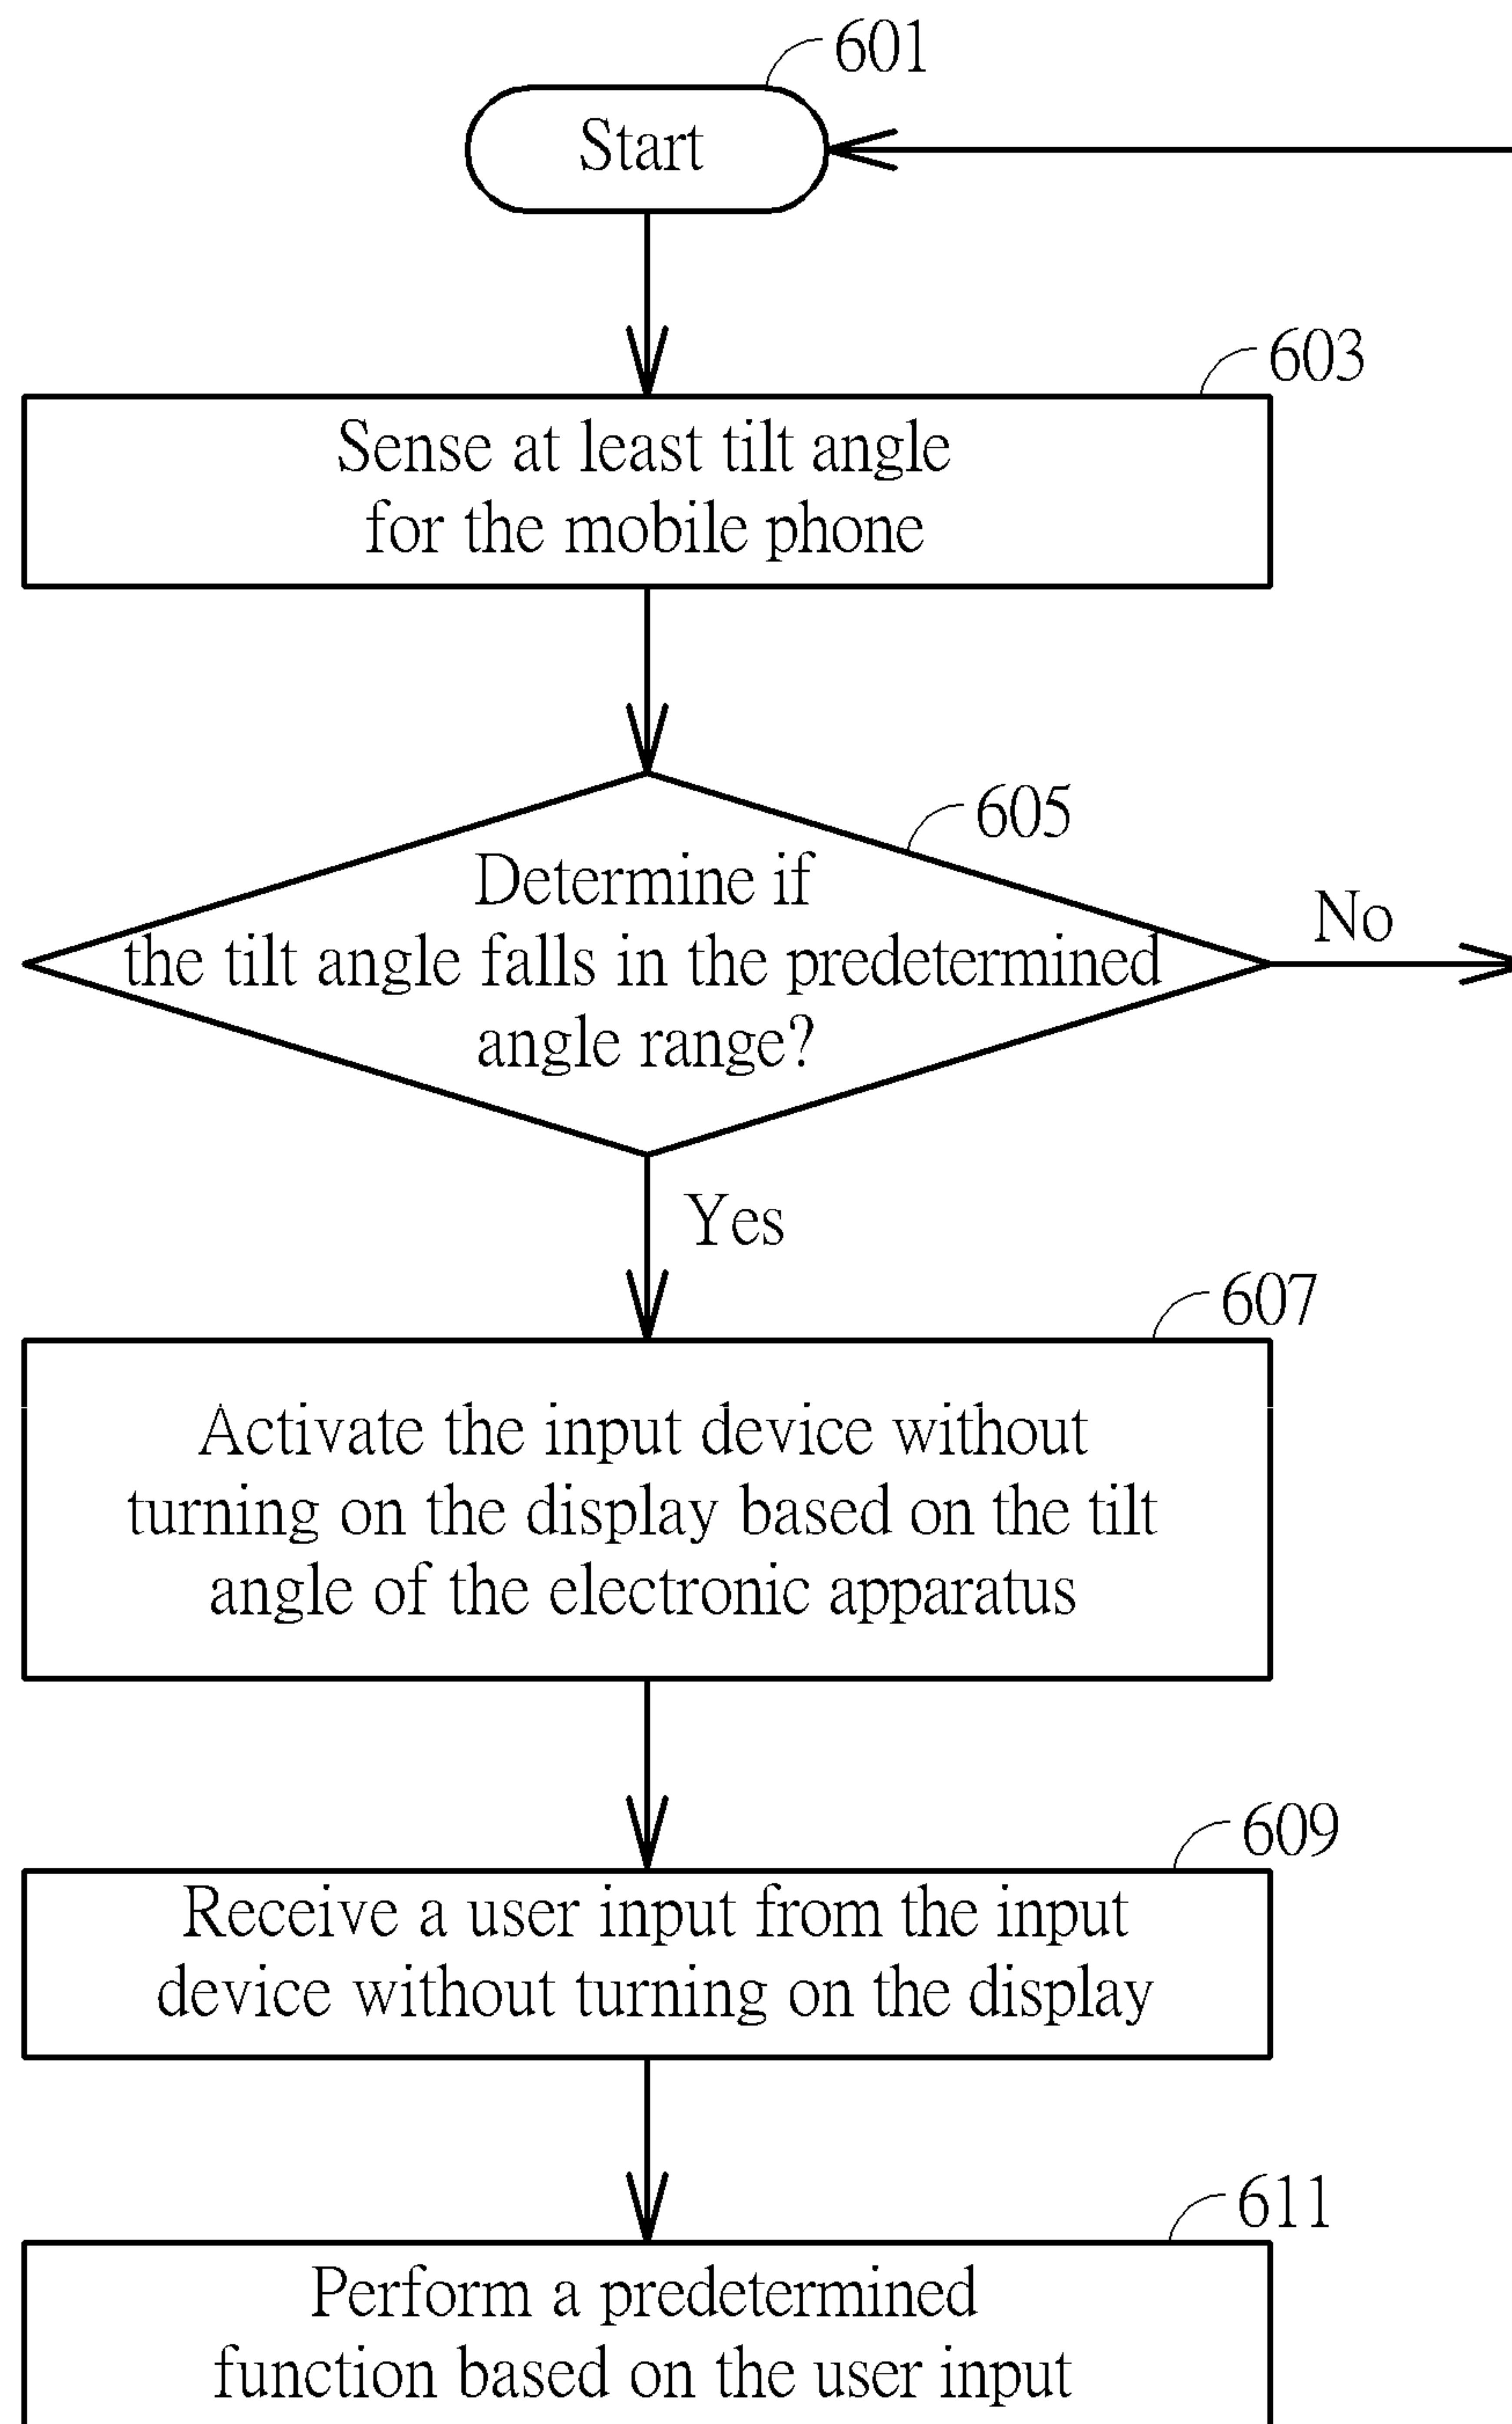 601
Start
603
Sense at least tilt angle
for the mobile phone
605
Determine if
the tilt angle falls in the predetermined
angle range?
No
Yes
607
Activate the input device without
turning on the display based on the tilt
angle of the electronic apparatus
609
Receive a user input from the input
device without turning on the display
611
Perform a predetermined
function based on the user input